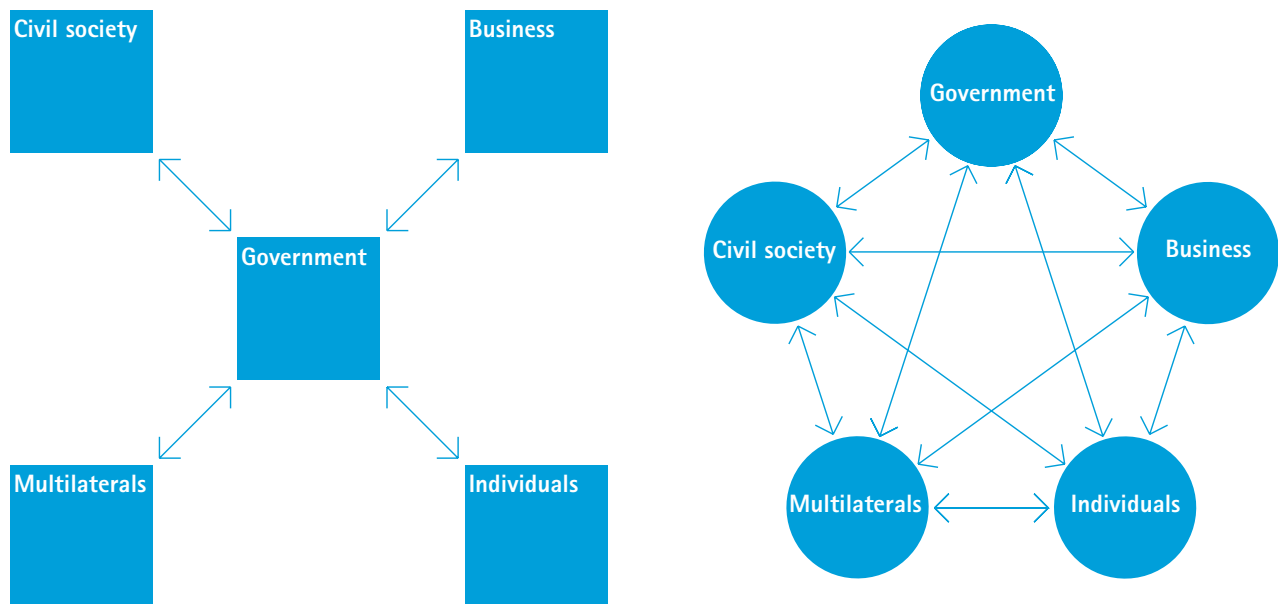 Civil society
Business
Government
Multilaterals
Individuals
Government
Civil society
Business
Multilaterals
Individuals